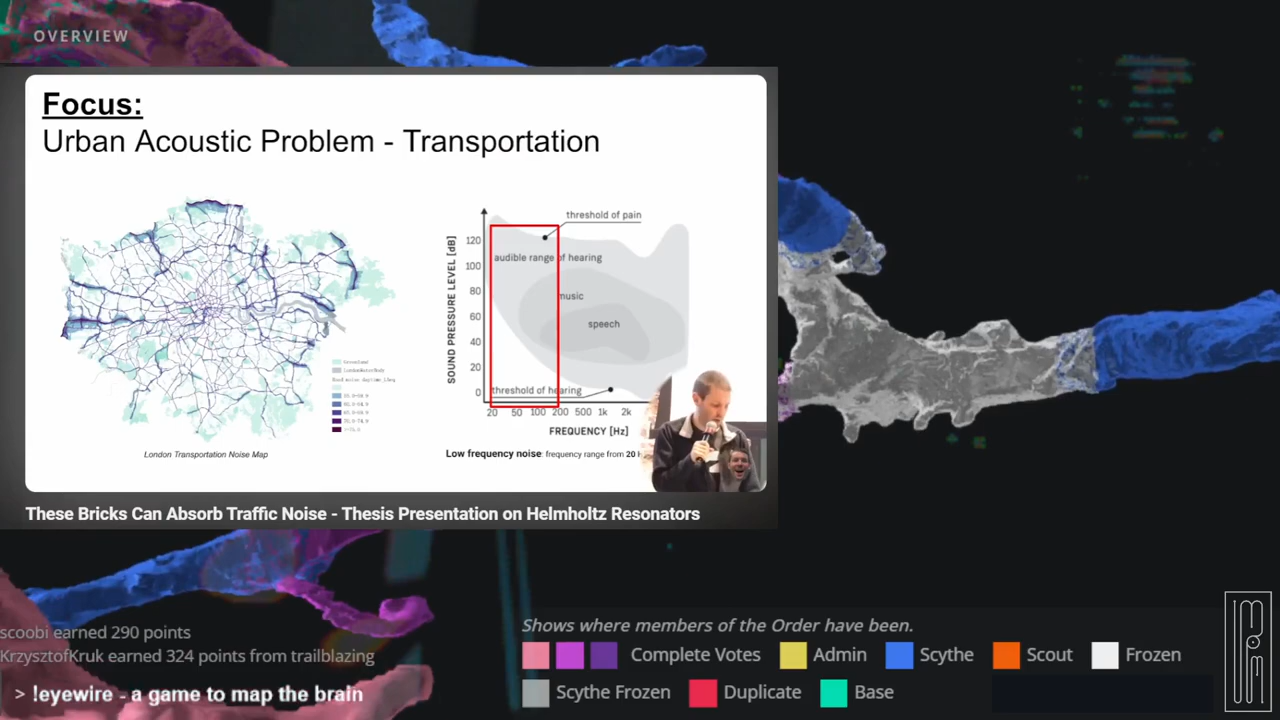 OVERVIEW
Focus:
Urban Acoustic Problem - Transportation
London Transportation Noise Map
SOUND PRESSURE LEVEL [dB]
120
100
80
60
40
20
0
threshold of pain
audible range of hearing
music
speech
threshold of hearing
20 50 100 200 500 1k 2k
FREQUENCY [Hz]
Low frequency noise: frequency range from 20
These Bricks Can Absorb Traffic Noise - Thesis Presentation on Helmholtz Resonators
scoobi earned 290 points
KrzysztofKruk earned 324 points from trailblazing
> !eyewire - a game to map the brain
Shows where members of the Order have been.
Complete Votes Admin Scythe Scout Frozen
Scythe Frozen Duplicate Base